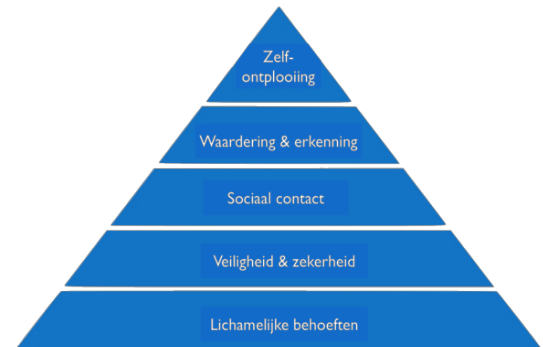 Zelf-
ontplooiing
Waardering & erkenning
Sociaal contact
Veiligheid & zekerheid
Lichamelijke behoeften